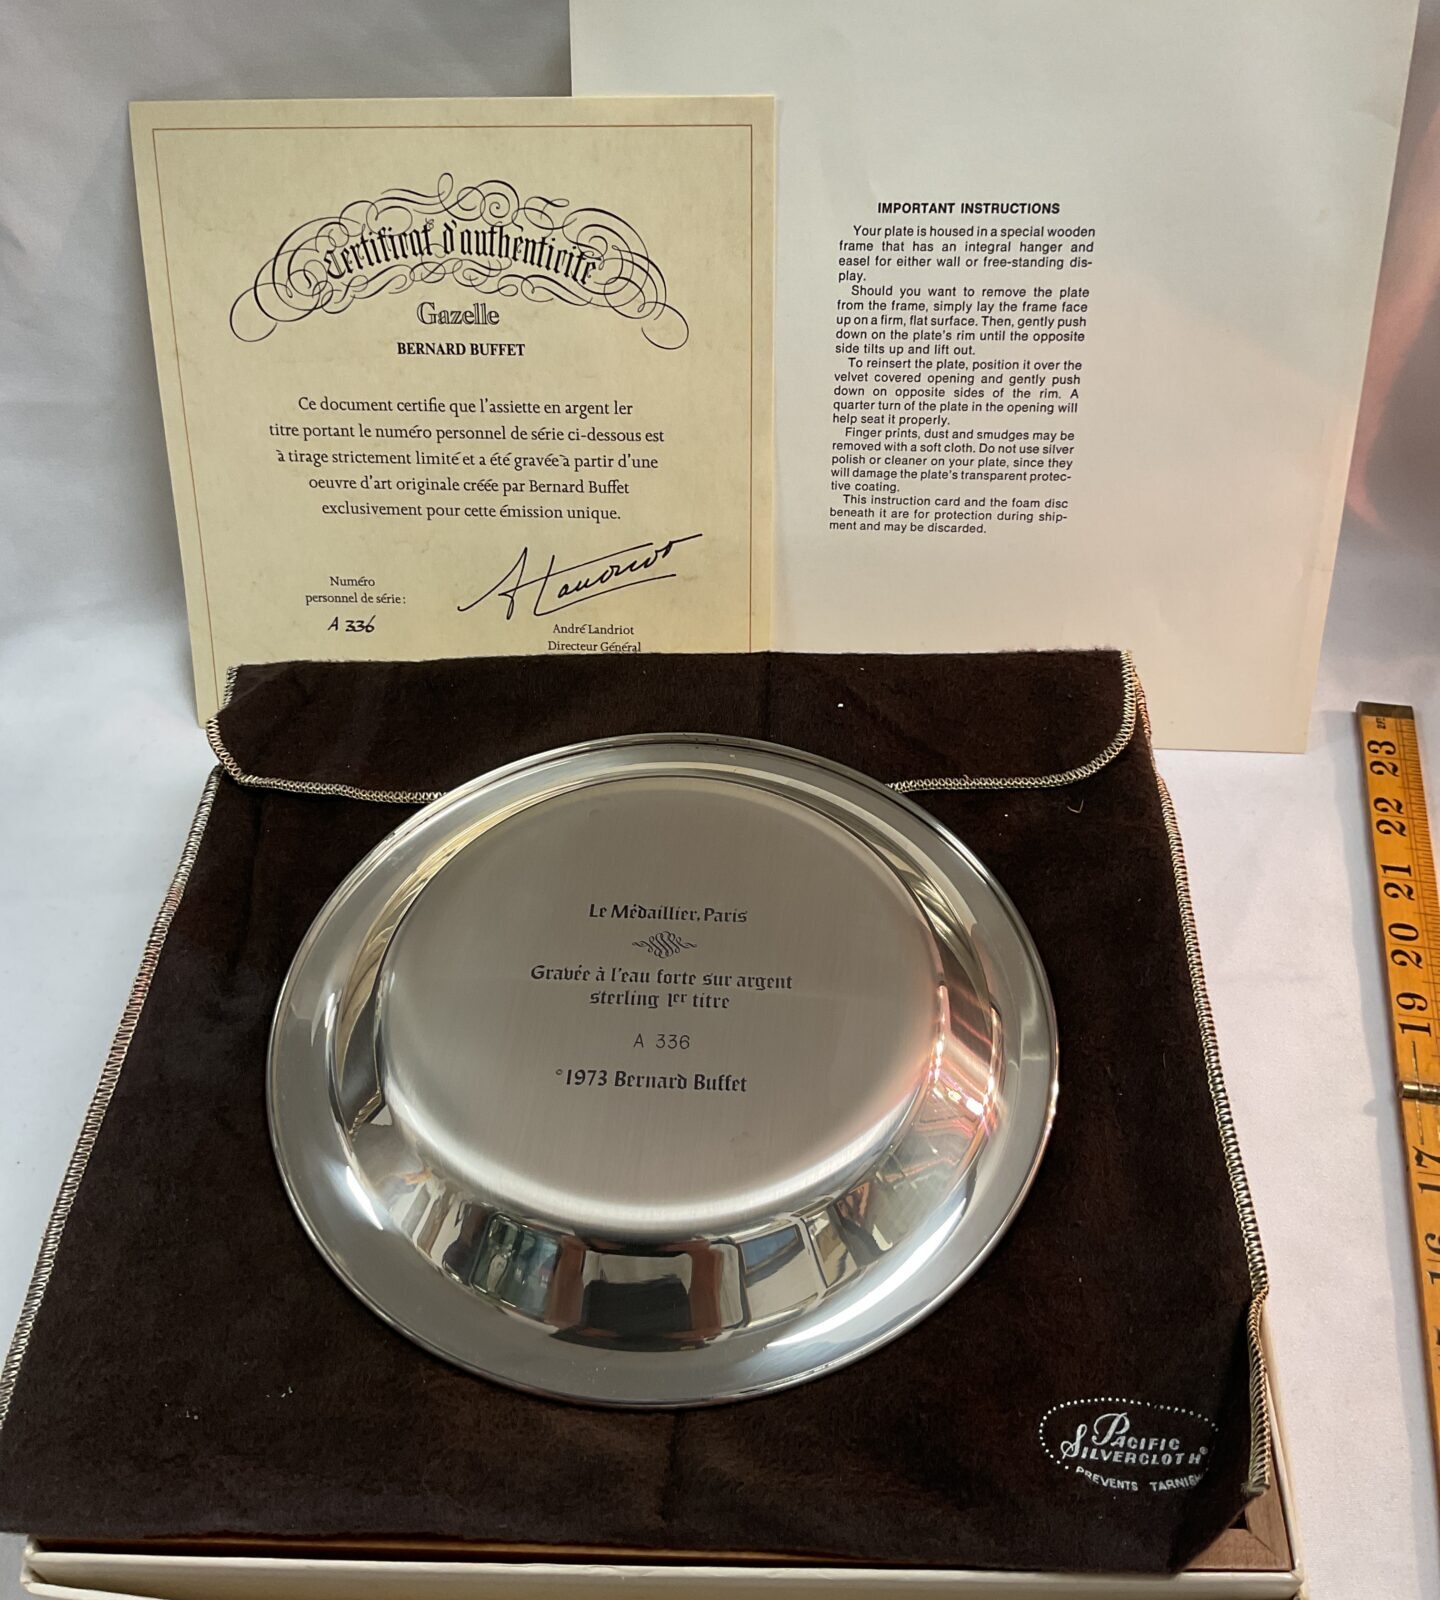 Certificat d'authenticité
Gazelle
BERNARD BUFFET
Ce document certifie que l'assiette en argent 1er
titre portant le numéro personnel de série ci-dessous est
à tirage strictement limité et a été gravée à partir d'une
oeuvre d'art originale créée par Bernard Buffet
exclusivement pour cette émission unique.
Numéro
personnel de série:
A 336
André Landriot
Directeur Général
IMPORTANT INSTRUCTIONS
Your plate is housed in a special wooden
frame that has an integral hanger and
easel for either wall or free-standing dis-
play.
Should you want to remove the plate
from the frame, simply lay the frame face
up on a firm, flat surface. Then, gently push
down on the plate's rim until the opposite
side tilts up and lift out.
To reinsert the plate, position it over the
velvet covered opening and gently push
down on opposite sides of the rim. A
quarter turn of the plate in the opening will
help seat it properly.
Finger prints, dust and smudges may be
removed with a soft cloth. Do not use silver
polish or cleaner on your plate, since they
will damage the plate's transparent protec-
tive coating.
This instruction card and the foam disc
beneath it are for protection during ship-
ment and may be discarded.
Le Médaillier, Paris
Gravée à l'eau forte sur argent
sterling 1er titre
A 336
©1973 Bernard Buffet
PACIFIC
SILVERCLOTH®
PREVENTS TARNISH
23
22
21
20
19
17
16